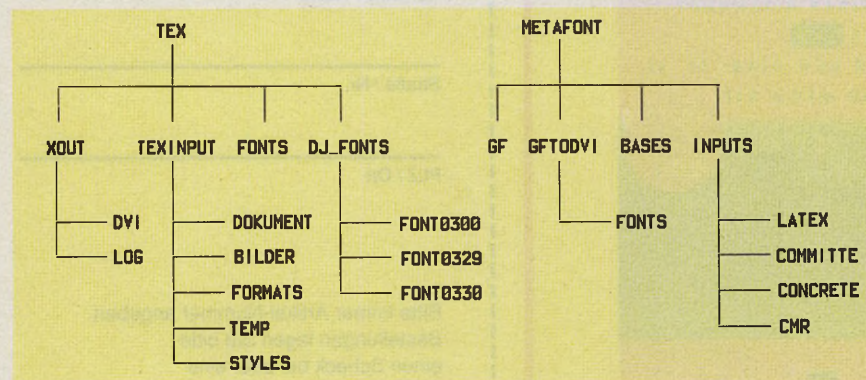 TEX
METAFONT
XOUT TEXINPUT FONTS DJ_FONTS
GF GFTODVI BASES INPUTS
DVI
LOG
DOKUMENT
BILDER
FORMATS
TEMP
STYLES
FONT0300
FONT0329
FONT0330
FONTS
LATEX
COMMITTE
CONCRETE
CMR